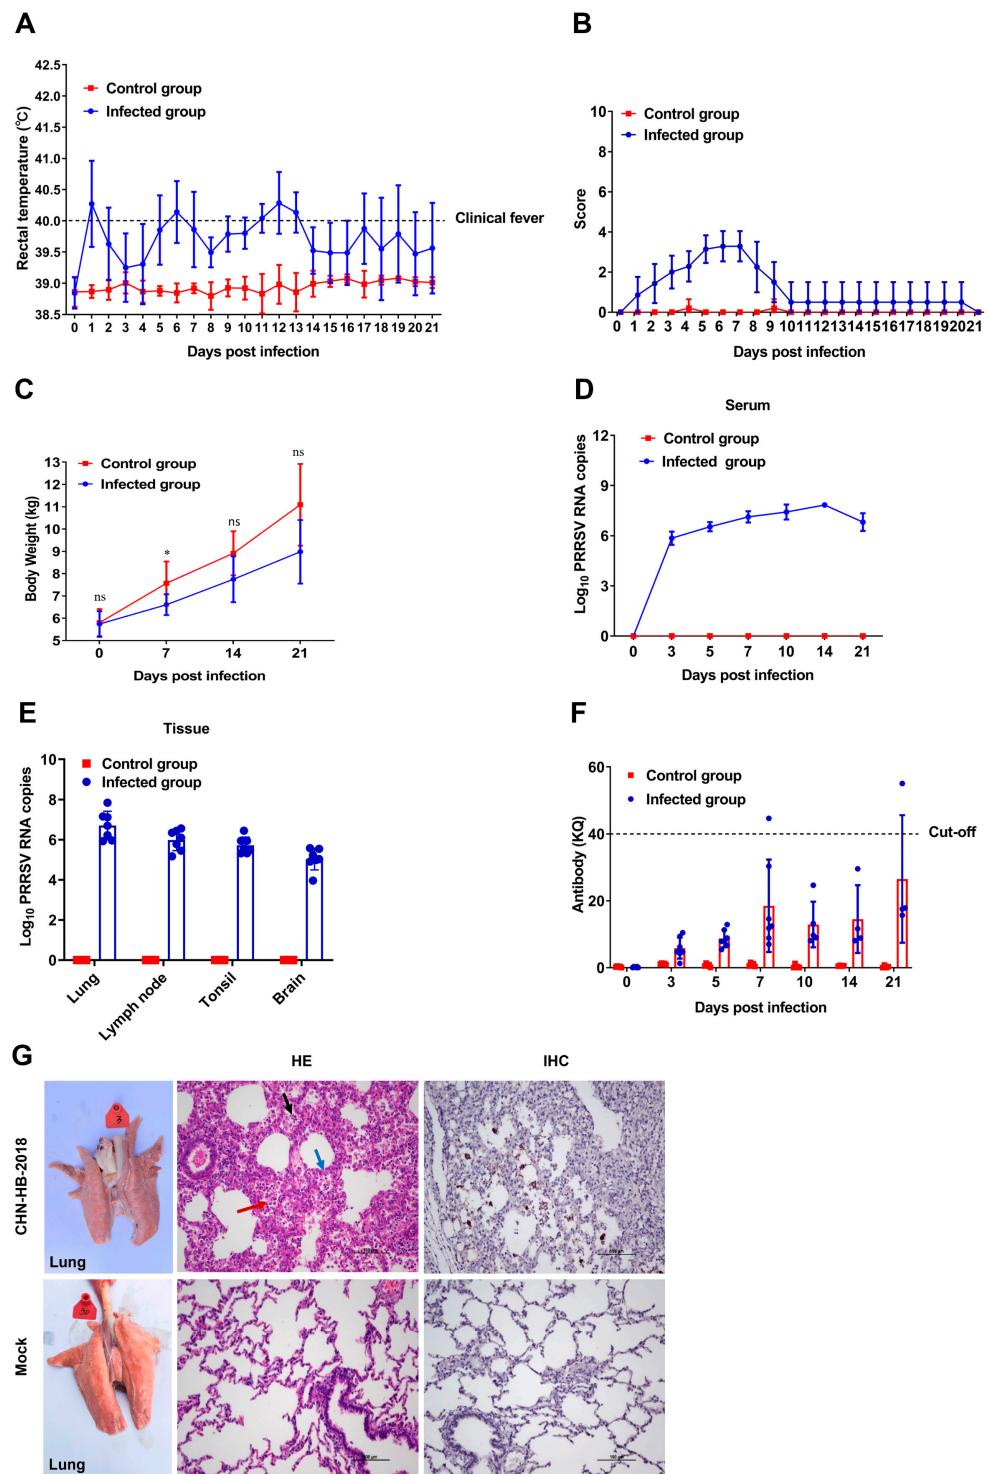 A
42.5
42.0
41.5
41.0
40.5
40.0
39.5
39.0
38.5
Rectal temperature (°C)
Control group
Infected group
Clinical fever
0 1 2 3 4 5 6 7 8 9 10 11 12 13 14 15 16 17 18 19 20 21
Days post infection
B
10
8
6
4
2
0
Score
Control group
Infected group
0 1 2 3 4 5 6 7 8 9 10 11 12 13 14 15 16 17 18 19 20 21
Days post infection
C
13
12
11
10
9
8
7
6
5
Body Weight (kg)
Control group
Infected group
ns
*
ns
ns
0 7 14 21
Days post infection
D
Serum
12
9
6
3
0
Log10 PRRSV RNA copies
Control group
Infected group
0 3 5 7 10 14 21
Days post infection
E
Tissue
10
8
6
4
2
0
Log10 PRRSV RNA copies
Control group
Infected group
Lung
Lymph node
Tonsil
Brain
F
60
40
20
0
Antibody (KQ)
Control group
Infected group
Cut-off
0 3 5 7 10 14 21
Days post infection
G
HE
IHC
CHN-HB-2018
Lung
Mock
Lung